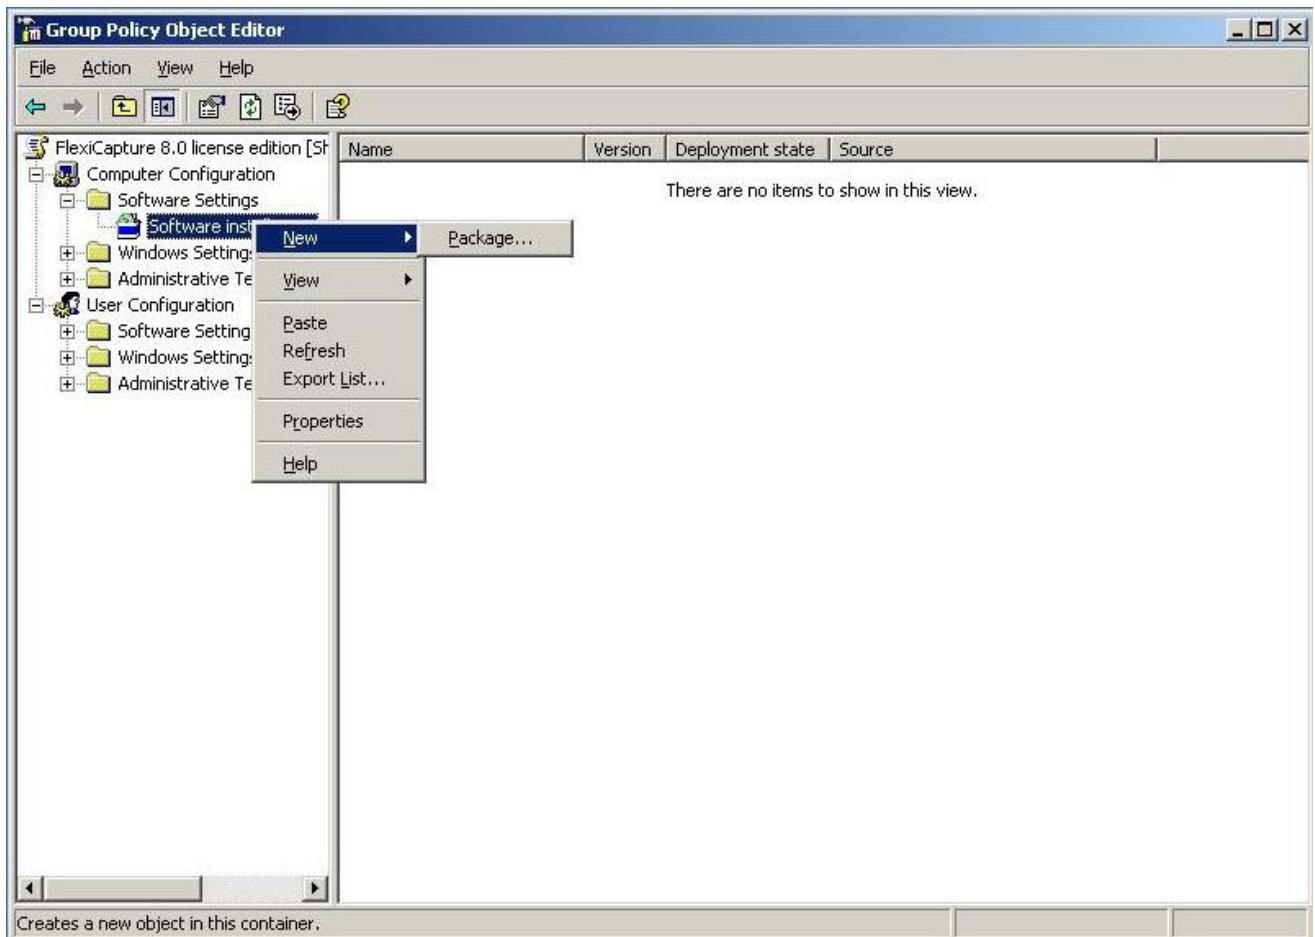 Group Policy Object Editor
File Action View Help
FlexiCapture 8.0 license edition [Sh
Name Version Deployment state Source
Computer Configuration
There are no items to show in this view.
Software Settings
Software inst
New Package...
Windows Setting
Administrative Te
View
User Configuration
Software Setting
Paste
Windows Setting
Refresh
Administrative Te
Export List...
Properties
Help
Creates a new object in this container.